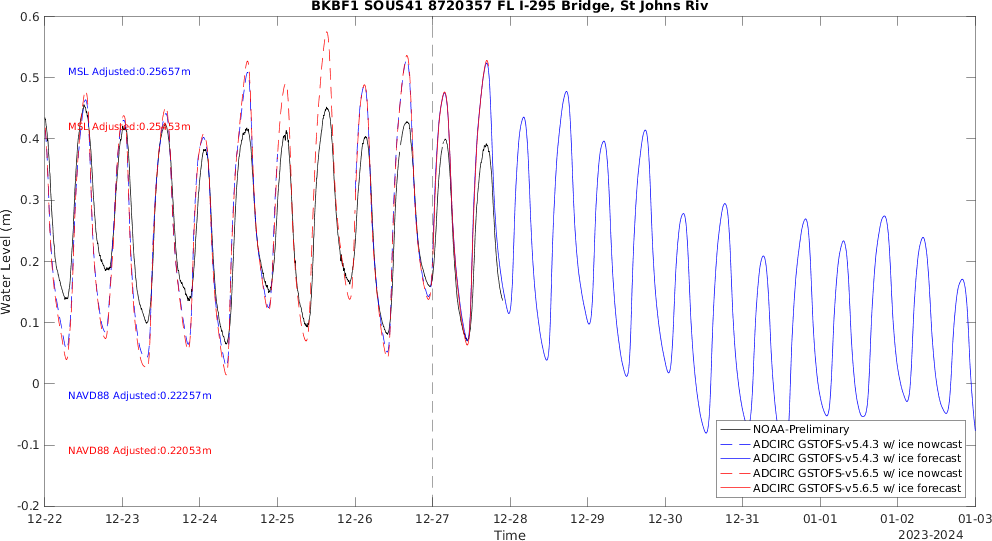 BKBF1 SOUS41 8720357 FL I-295 Bridge, St Johns Riv
0.6
0.5
0.4
0.3
0.2
0.1
0
-0.1
-0.2
Water Level (m)
MSL Adjusted:0.25657m
NAVD88 Adjusted:0.22257m
NAVD88 Adjusted:0.22053m
NOAA-Preliminary
ADCIRC GSTOFS-v5.4.3 w/ ice nowcast
ADCIRC GSTOFS-v5.4.3 w/ ice forecast
ADCIRC GSTOFS-v5.6.5 w/ ice nowcast
ADCIRC GSTOFS-v5.6.5 w/ ice forecast
12-22 12-23 12-24 12-25 12-26 12-27 12-28 12-29 12-30 12-31 01-01 01-02 01-03
Time
2023-2024